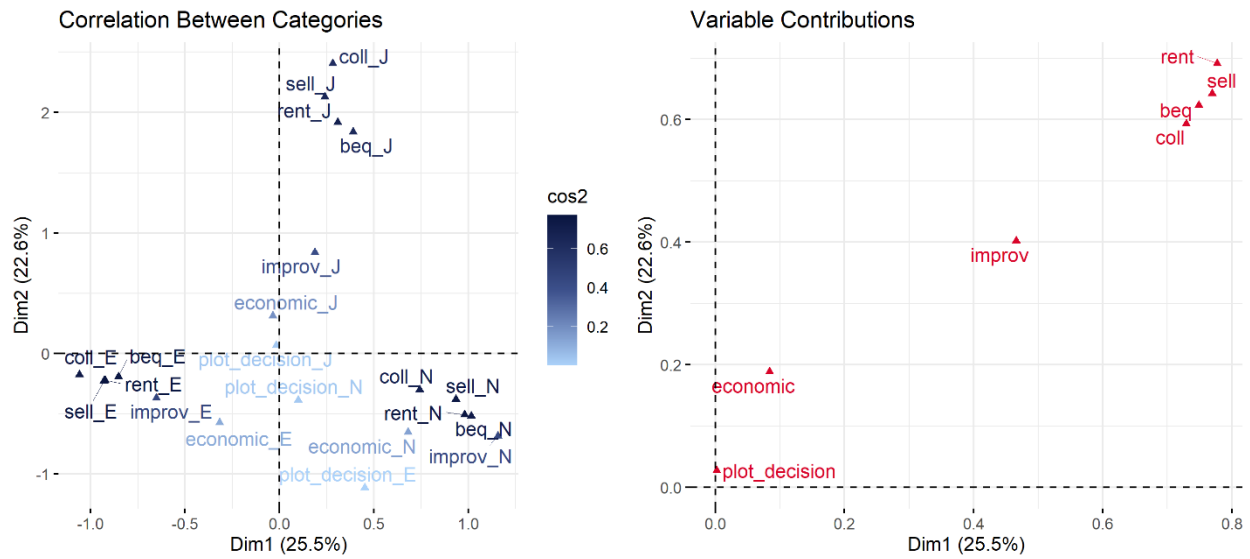 Correlation Between Categories
coll_J
sell_J
rent_J
beq_J
improv_J
economic_J
plot_decision_J
coll_E
beq_E
rent_E
sell_E
improv_E
economic_E
plot_decision_N
coll_N
sell_N
rent_N
beq_N
economic_N
improv_N
plot_decision_E
2
1
0
-1
-1.0
-0.5
0.0
0.5
1.0
Dim1 (25.5%)
Dim2 (22.6%)
cos2
0.6
0.4
0.2
Variable Contributions
rent
sell
beq
coll
improv
economic
plot_decision
0.6
0.4
0.2
0.0
0.0
0.2
0.4
0.6
0.8
Dim1 (25.5%)
Dim2 (22.6%)